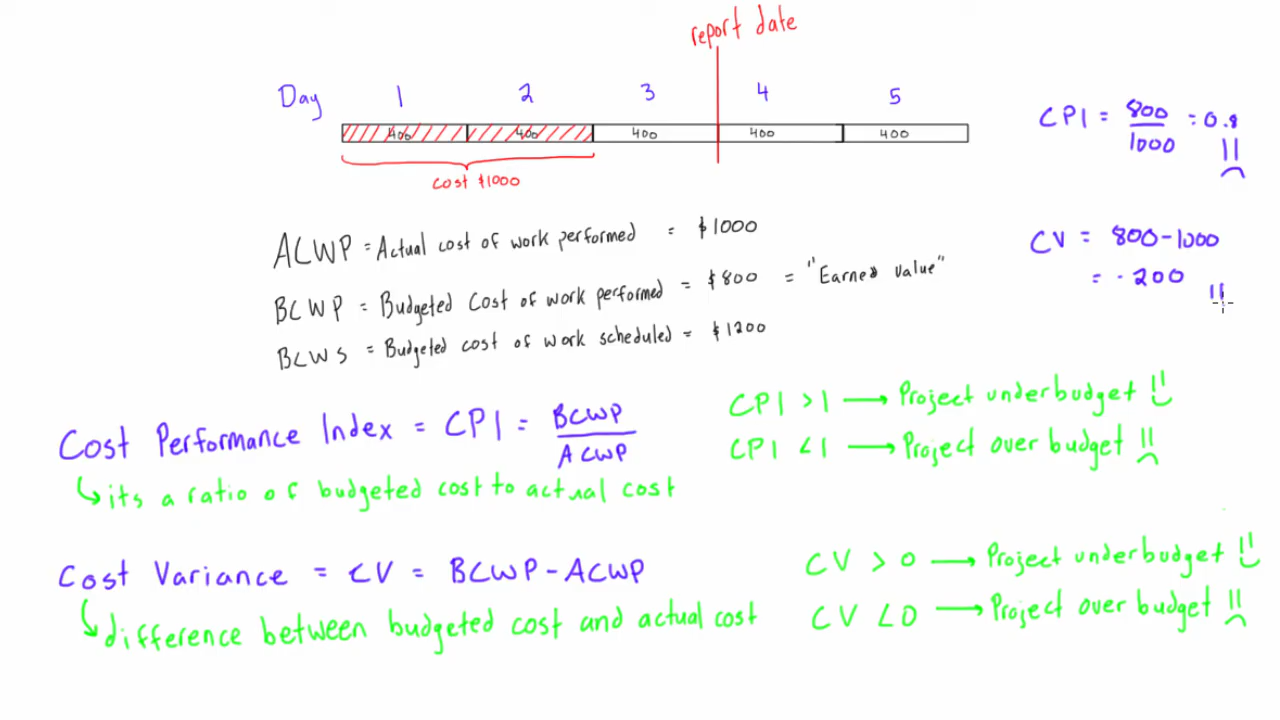 report date
Day 1 2 3 4 5
400 400 400 400 400
cost $1000
CPI = 800/1000 = 0.8
ACWP = Actual cost of work performed = $1000
BCWP = Budgeted Cost of work performed = $800 = "Earned value"
BCWS = Budgeted cost of work scheduled = $1200
CV = 800-1000
= -200
Cost Performance Index = CPI = BCWP/ACWP
its a ratio of budgeted cost to actual cost
CPI >1 → Project underbudget
CPI <1 → Project over budget
Cost Variance = CV = BCWP-ACWP
difference between budgeted cost and actual cost
CV > 0 → Project underbudget
CV <0 → Project over budget